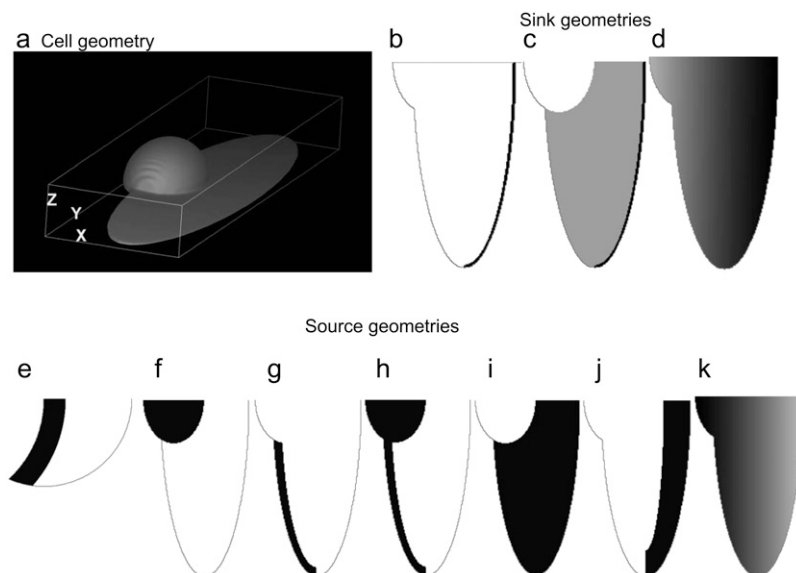 Sink geometries
a Cell geometry
b
c
d
Z
Y
X
Source geometries
e
f
g
h
i
j
k